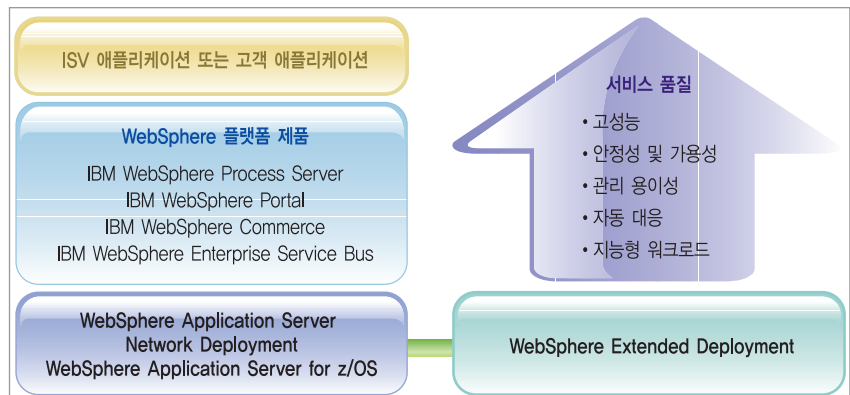 ISV 애플리케이션 또는 고객 애플리케이션
WebSphere 플랫폼 제품
IBM WebSphere Process Server
IBM WebSphere Portal
IBM WebSphere Commerce
IBM WebSphere Enterprise Service Bus
WebSphere Application Server
Network Deployment
WebSphere Application Server for z/OS
서비스 품질
• 고성능
• 안정성 및 가용성
• 관리 용이성
• 자동 대응
• 지능형 워크로드
WebSphere Extended Deployment